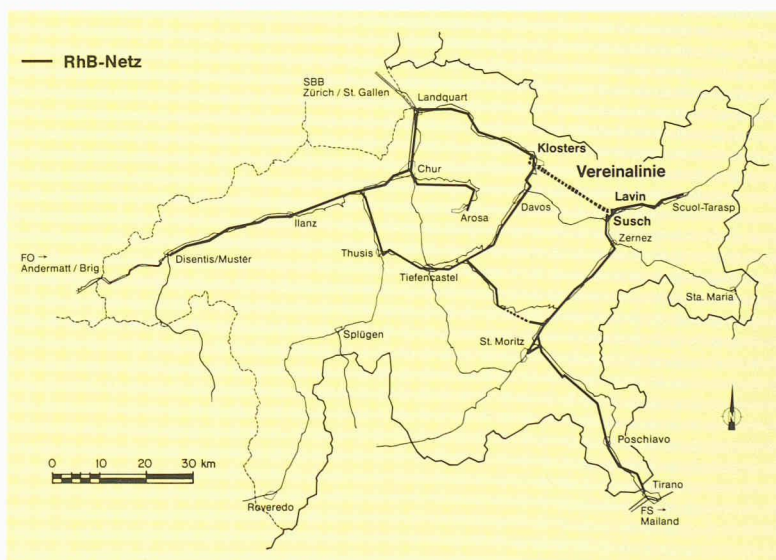 RhB-Netz
SBB
Zürich / St. Gallen
Landquart
Klosters
Vereinalinie
Chur
Lavin
Arosa
Davos
Susch
Scuol-Tarasp
Ilanz
Zernez
Thusis
FO →
Andermatt / Brig
Disentis/Mustér
Tiefencastel
Sta. Maria
Splügen
St. Moritz
N
Poschiavo
0 10 20 30 km
Roveredo
Tirano
FS →
Mailand